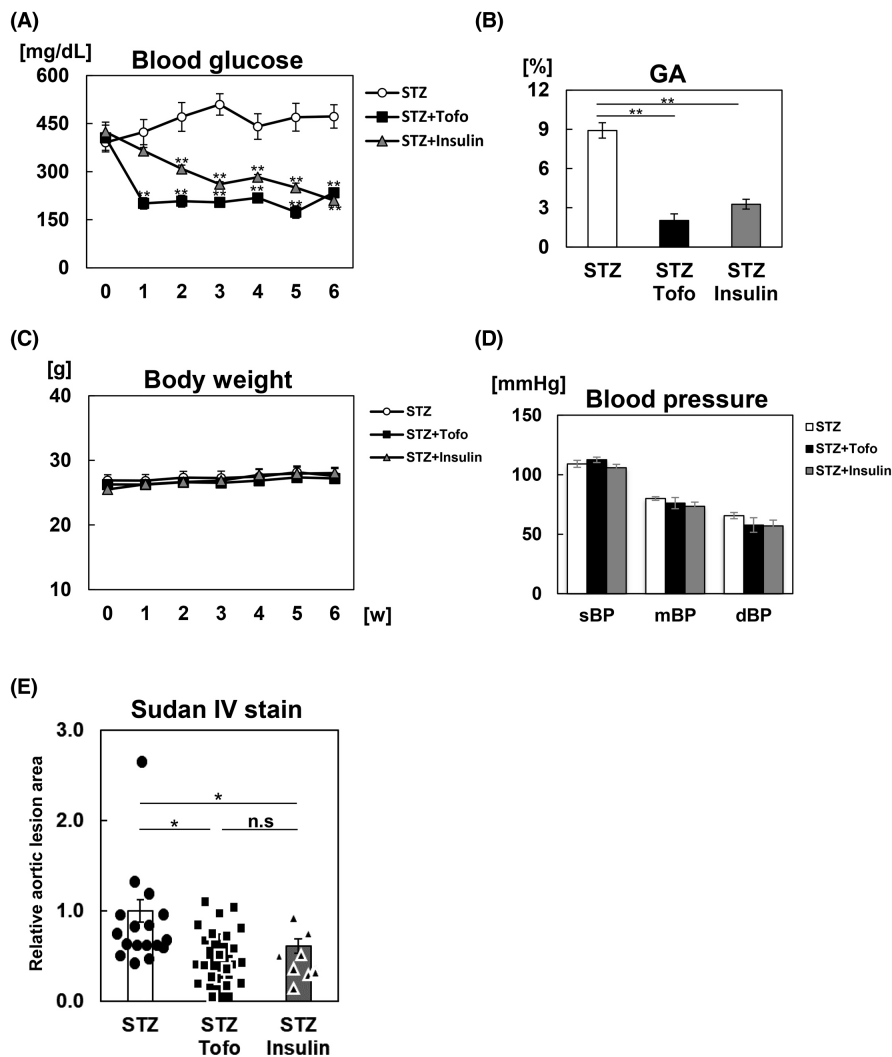 (A)
[mg/dL]
Blood glucose
600
450
300
150
0
**
**
**
**
**
**
**
**
**
**
**
0 1 2 3 4 5 6
STZ
STZ+Tofo
STZ+Insulin
(B)
[%]
GA
12
9
6
3
0
**
**
STZ STZ STZ
Tofo Insulin
(C)
[g]
Body weight
40
30
20
10
0 1 2 3 4 5 6 [w]
STZ
STZ+Tofo
STZ+Insulin
(D)
[mmHg]
Blood pressure
150
100
50
0
sBP mBP dBP
STZ
STZ+Tofo
STZ+Insulin
(E)
Sudan IV stain
Relative aortic lesion area
3.0
2.0
1.0
0.0
*
* n.s
STZ STZ STZ
Tofo Insulin